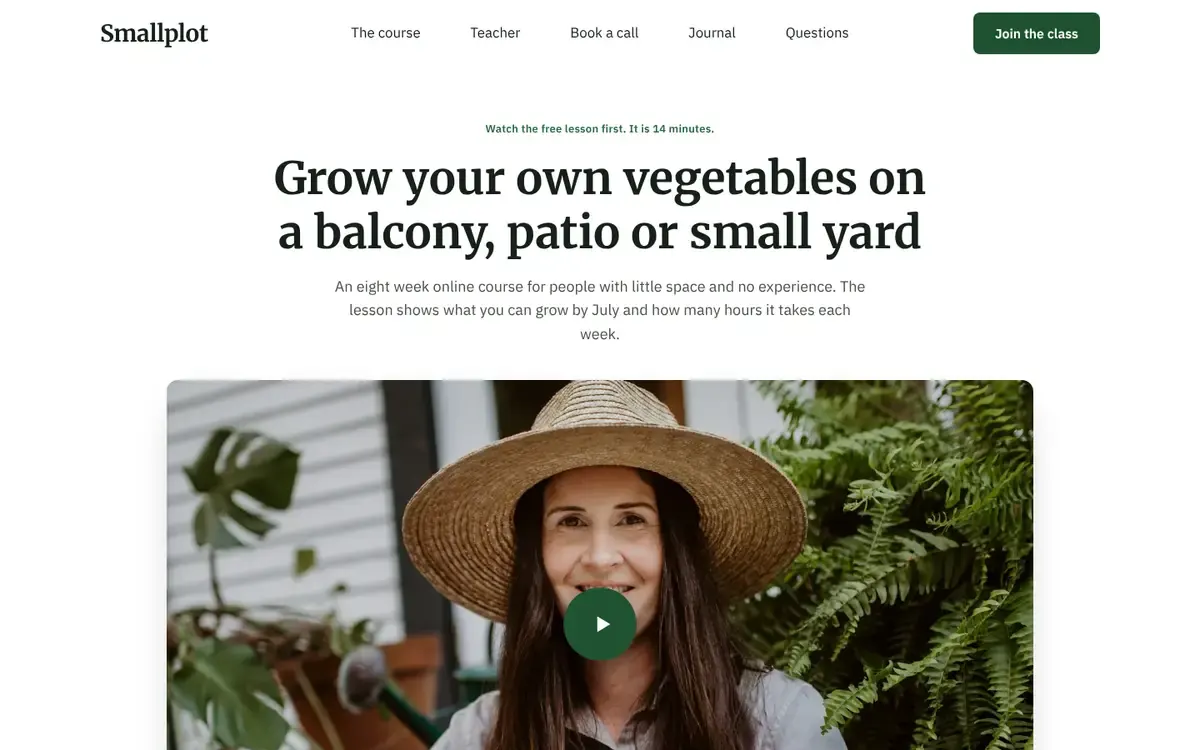 Smallplot
The course
Teacher
Book a call
Journal
Questions
Join the class
Watch the free lesson first. It is 14 minutes.
Grow your own vegetables on
a balcony, patio or small yard
An eight week online course for people with little space and no experience. The
lesson shows what you can grow by July and how many hours it takes each
week.